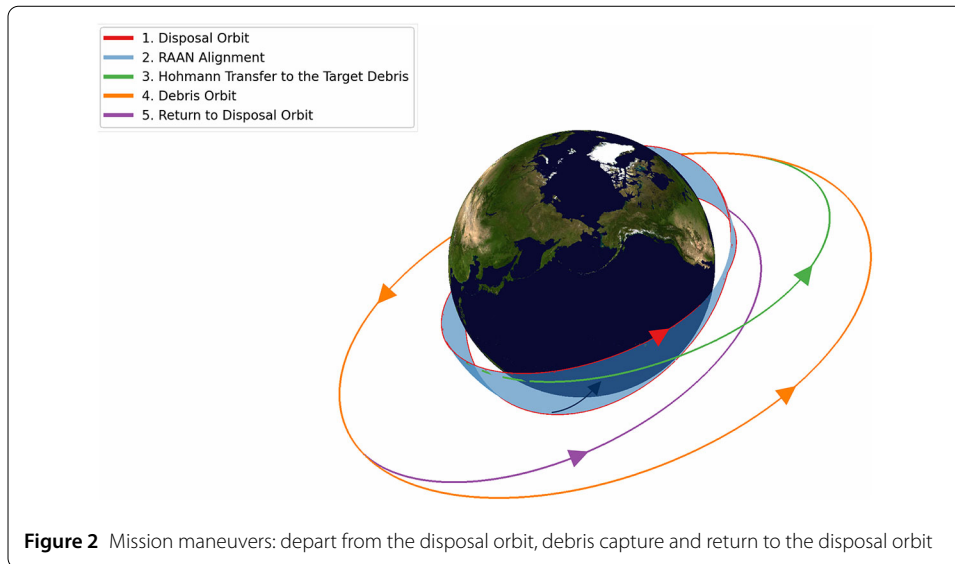 1. Disposal Orbit
2. RAAN Alignment
3. Hohmann Transfer to the Target Debris
4. Debris Orbit
5. Return to Disposal Orbit
Figure 2 Mission maneuvers: depart from the disposal orbit, debris capture and return to the disposal orbit